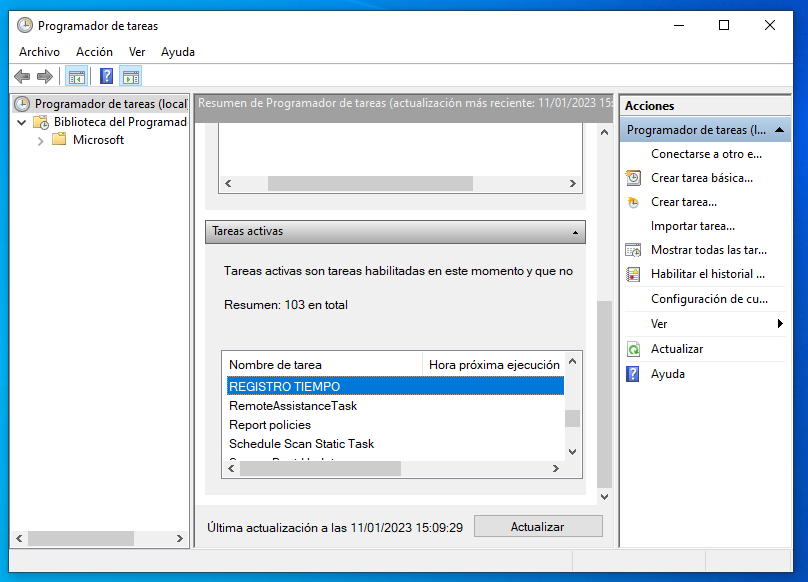 Programador de tareas
Archivo Acción Ver Ayuda
Programador de tareas (local)
Biblioteca del Programad
Microsoft
Resumen de Programador de tareas (actualización más reciente: 11/01/2023 15:
Tareas activas
Tareas activas son tareas habilitadas en este momento y que no
Resumen: 103 en total
Nombre de tarea Hora próxima ejecución
REGISTRO TIEMPO
RemoteAssistanceTask
Report policies
Schedule Scan Static Task
Última actualización a las 11/01/2023 15:09:29 Actualizar
Acciones
Programador de tareas (l...
Conectarse a otro e...
Crear tarea básica...
Crear tarea...
Importar tarea...
Mostrar todas las tar...
Habilitar el historial ...
Configuración de cu...
Ver
Actualizar
Ayuda